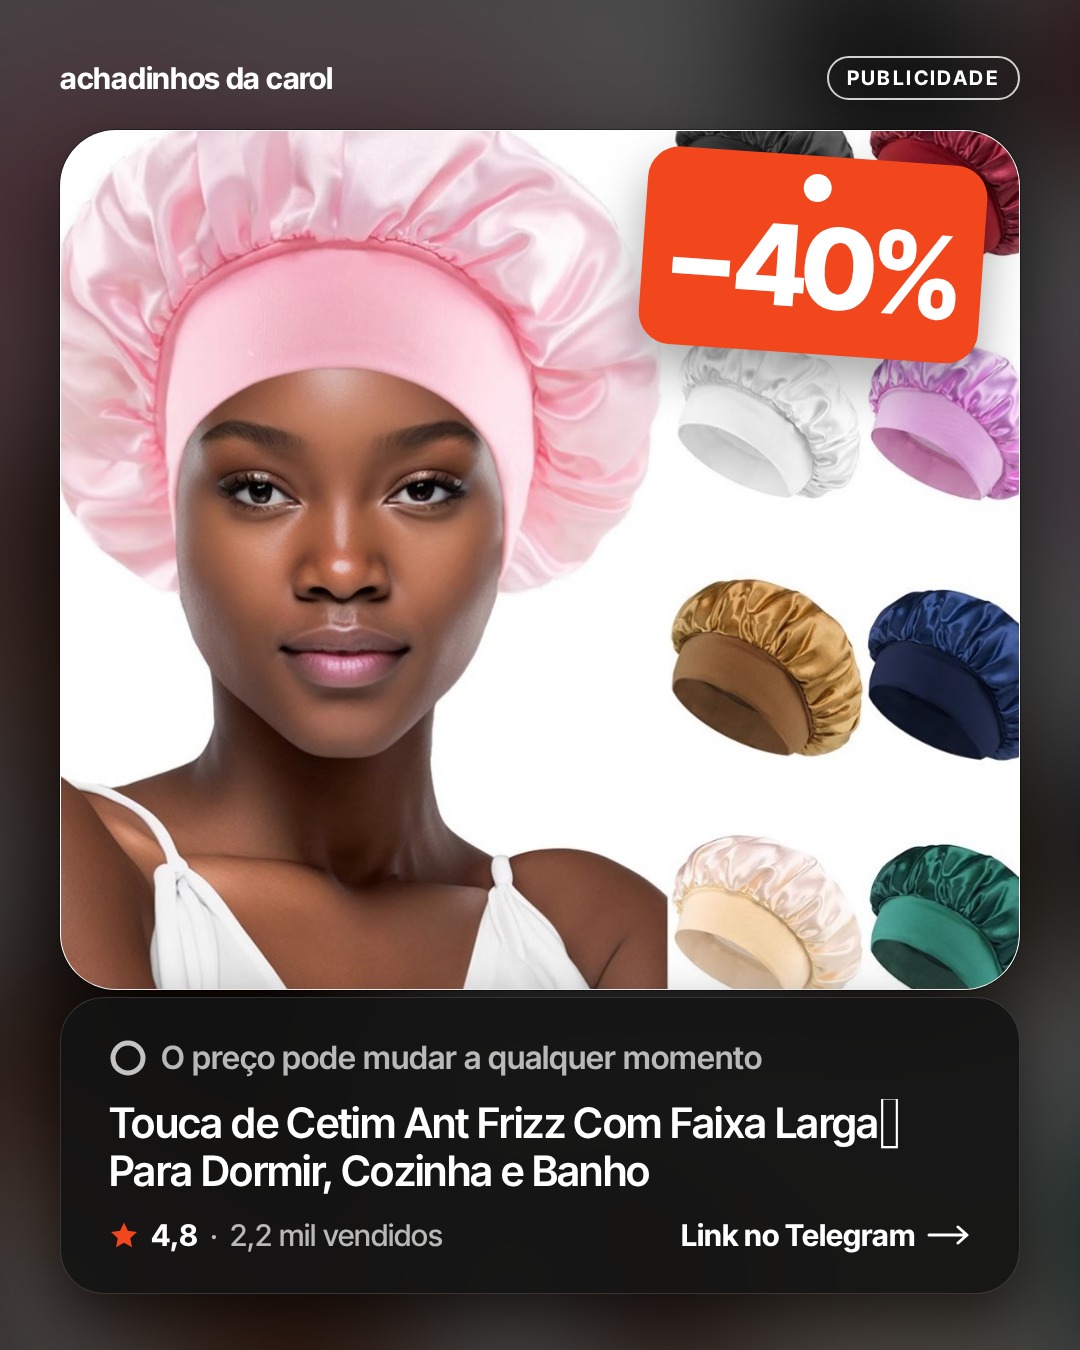 achadinhos da carol
PUBLICIDADE
-40%
O preço pode mudar a qualquer momento
Touca de Cetim Ant Frizz Com Faixa Larga
Para Dormir, Cozinha e Banho
4,8 · 2,2 mil vendidos
Link no Telegram →